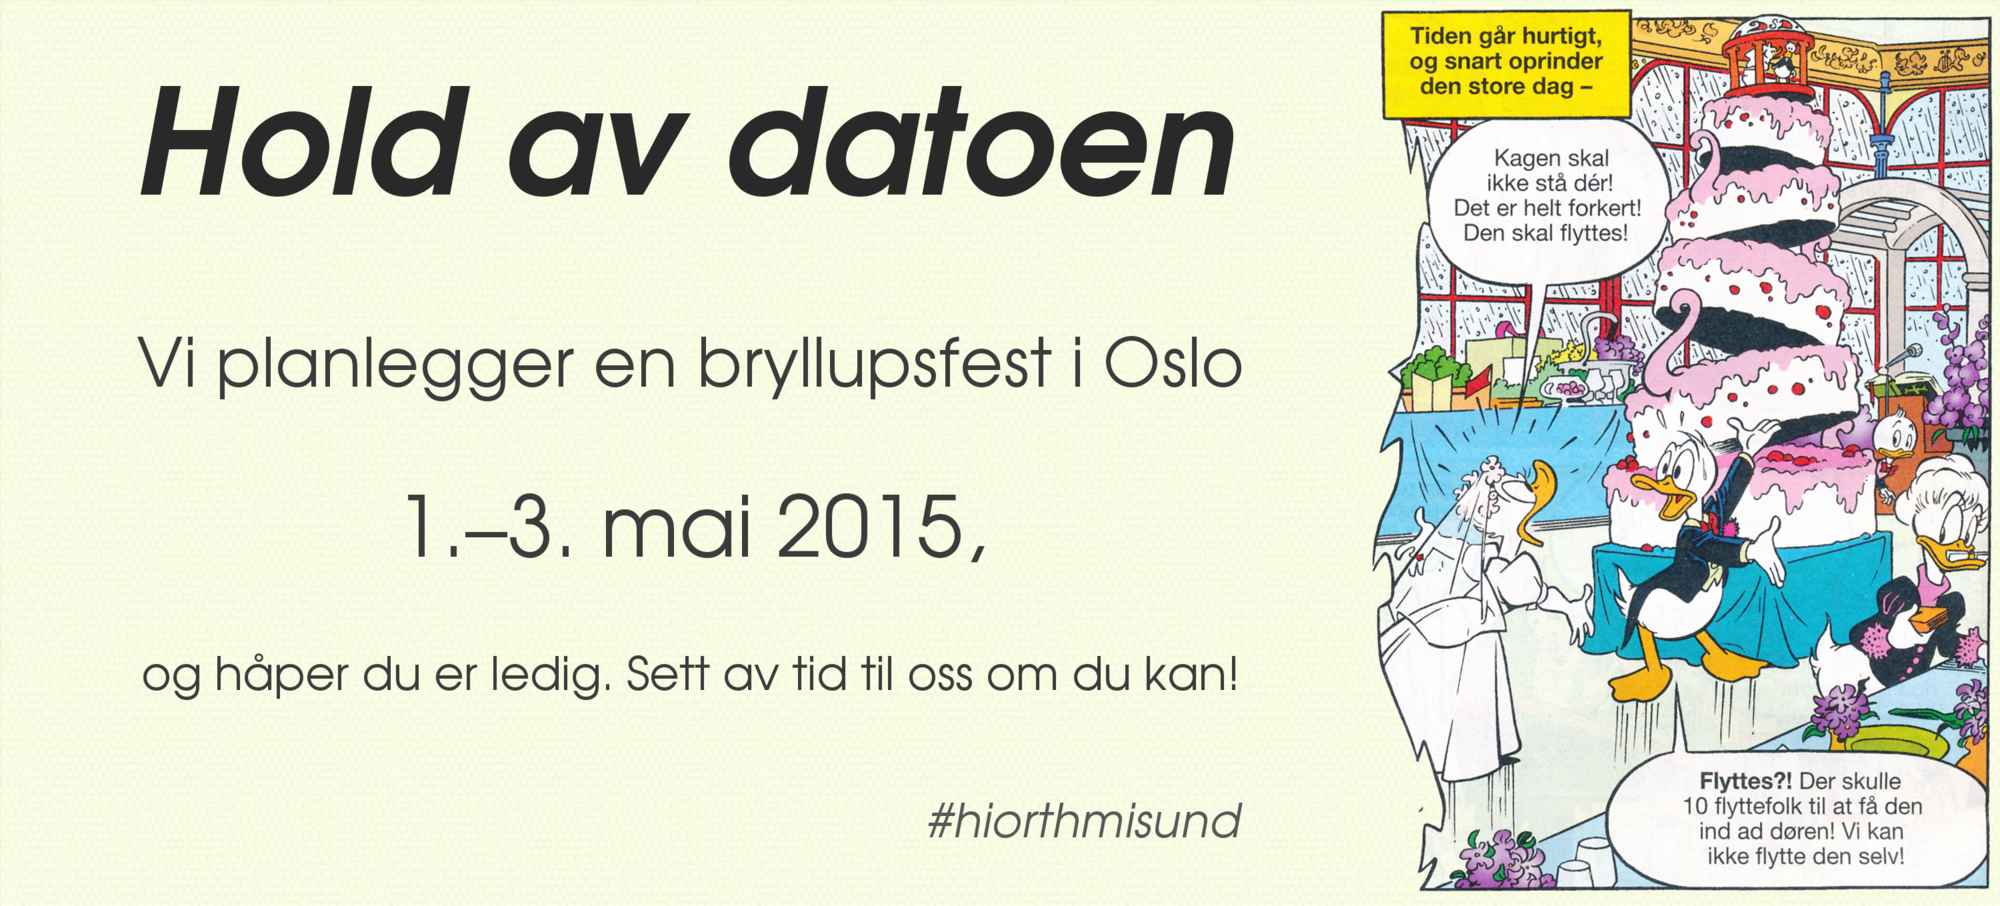 Hold av datoen
Vi planlegger en bryllupsfest i Oslo
1.–3. mai 2015,
og håper du er ledig. Sett av tid til oss om du kan!
#hiorthmisund
Tiden går hurtigt,
og snart oprinder
den store dag –
Kagen skal
ikke stå dér!
Det er helt forkert!
Den skal flyttes!
Flyttes?! Der skulle
10 flyttefolk til at få den
ind ad døren! Vi kan
ikke flytte den selv!